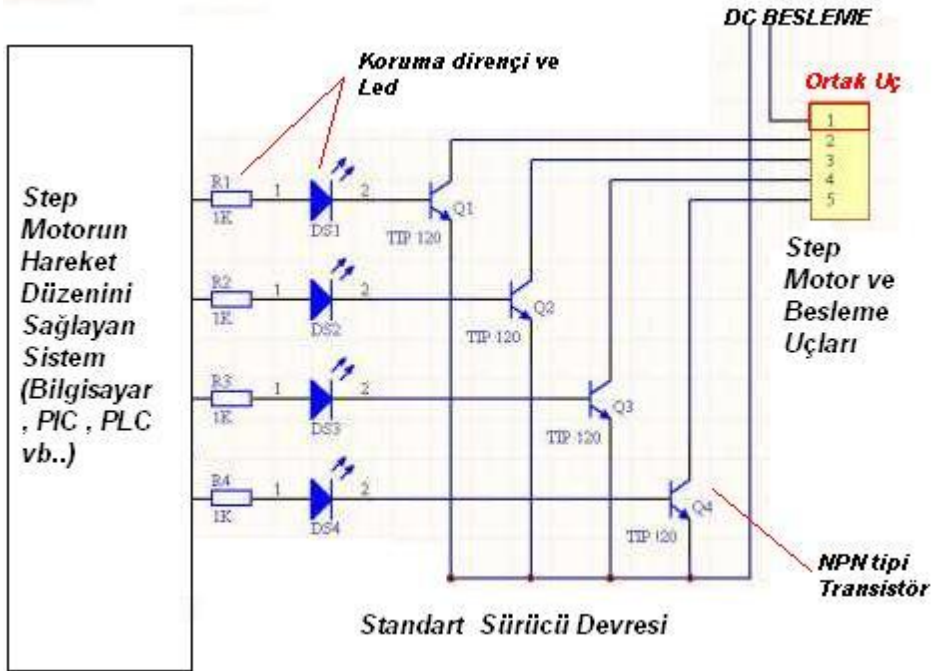 DC BESLEME
Koruma dirençi ve
Led
Ortak Uç
1
2
3
4
5
Step
Motor ve
Besleme
Uçları
Step
Motorun
Hareket
Düzenini
Sağlayan
Sistem
(Bilgisayar
, PIC , PLC
vb..)
R1
1K
1
2
DS1
TIP 120
Q1
R2
1K
1
2
DS2
TIP 120
Q2
R3
1K
1
2
DS3
TIP 120
Q3
R4
1K
1
2
DS4
TIP 120
Q4
NPN tipi
Transistör
Standart Sürücü Devresi